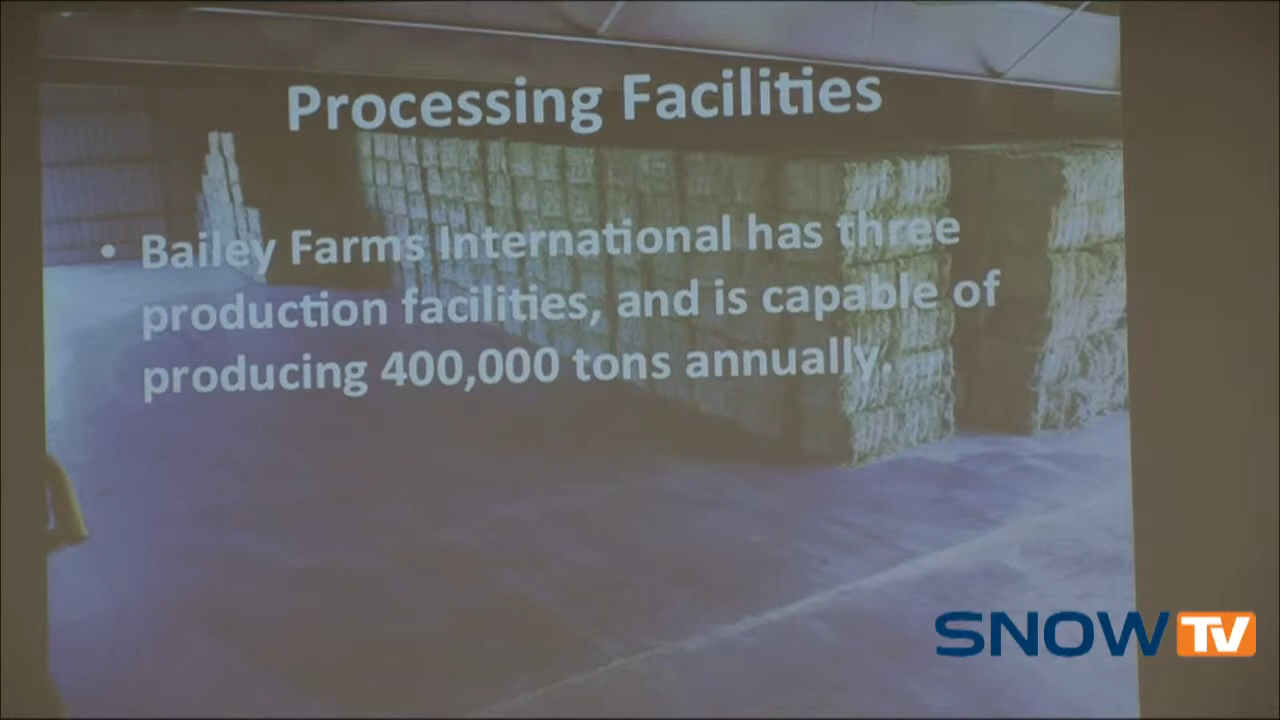 Processing Facilities
• Bailey Farms International has three
production facilities, and is capable of
producing 400,000 tons annually.
SNOW TV